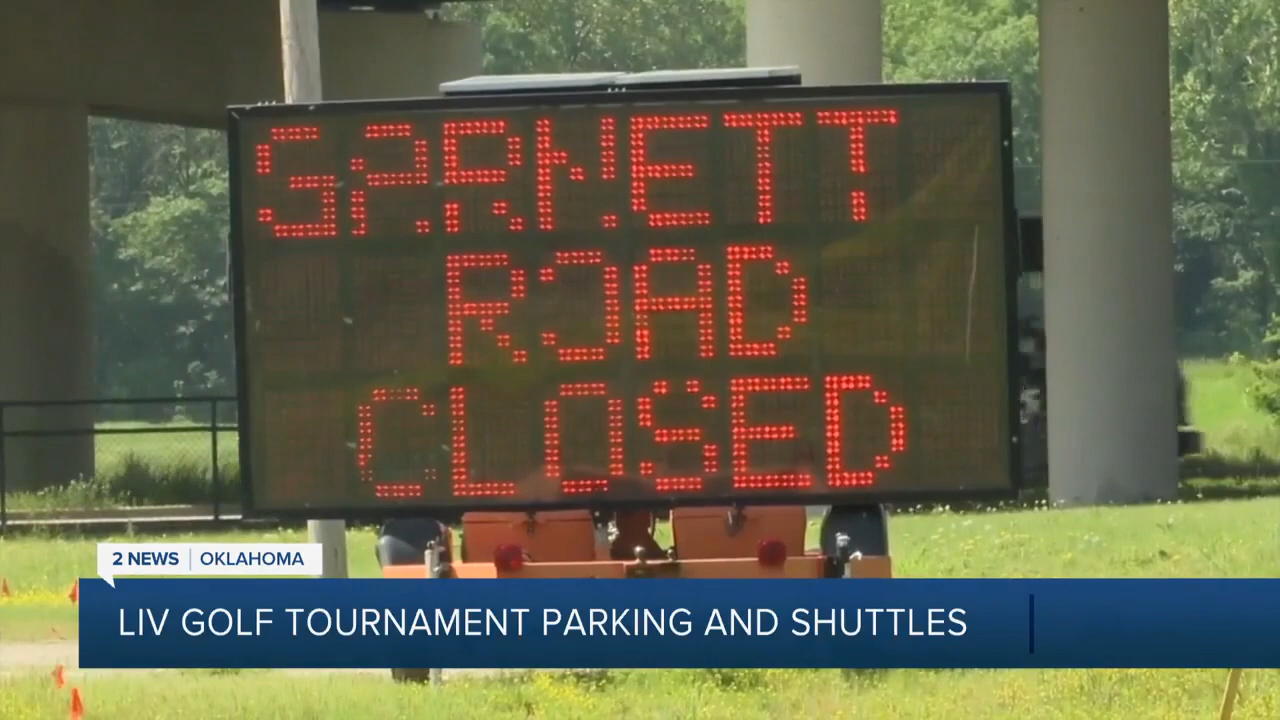 GARNETT
ROAD
CLOSED
2 NEWS | OKLAHOMA
LIV GOLF TOURNAMENT PARKING AND SHUTTLES